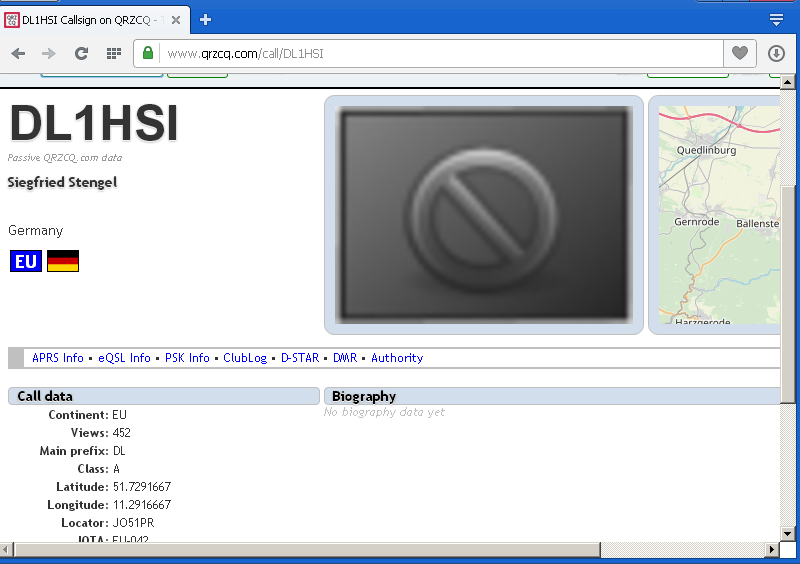 DL1HSI Callsign on QRZCQ - T
www.qrzcq.com/call/DL1HSI
DL1HSI
Passive QRZCQ.com data
Siegfried Stengel
Germany
EU
Quedlinburg
Gernrode
Ballenste
Harzgerode
APRS Info • eQSL Info • PSK Info • ClubLog • D-STAR • DMR • Authority
Call data
Continent: EU
Views: 452
Main prefix: DL
Class: A
Latitude: 51.7291667
Longitude: 11.2916667
Locator: JO51PR
IOTA: EU-042
Biography
No biography data yet